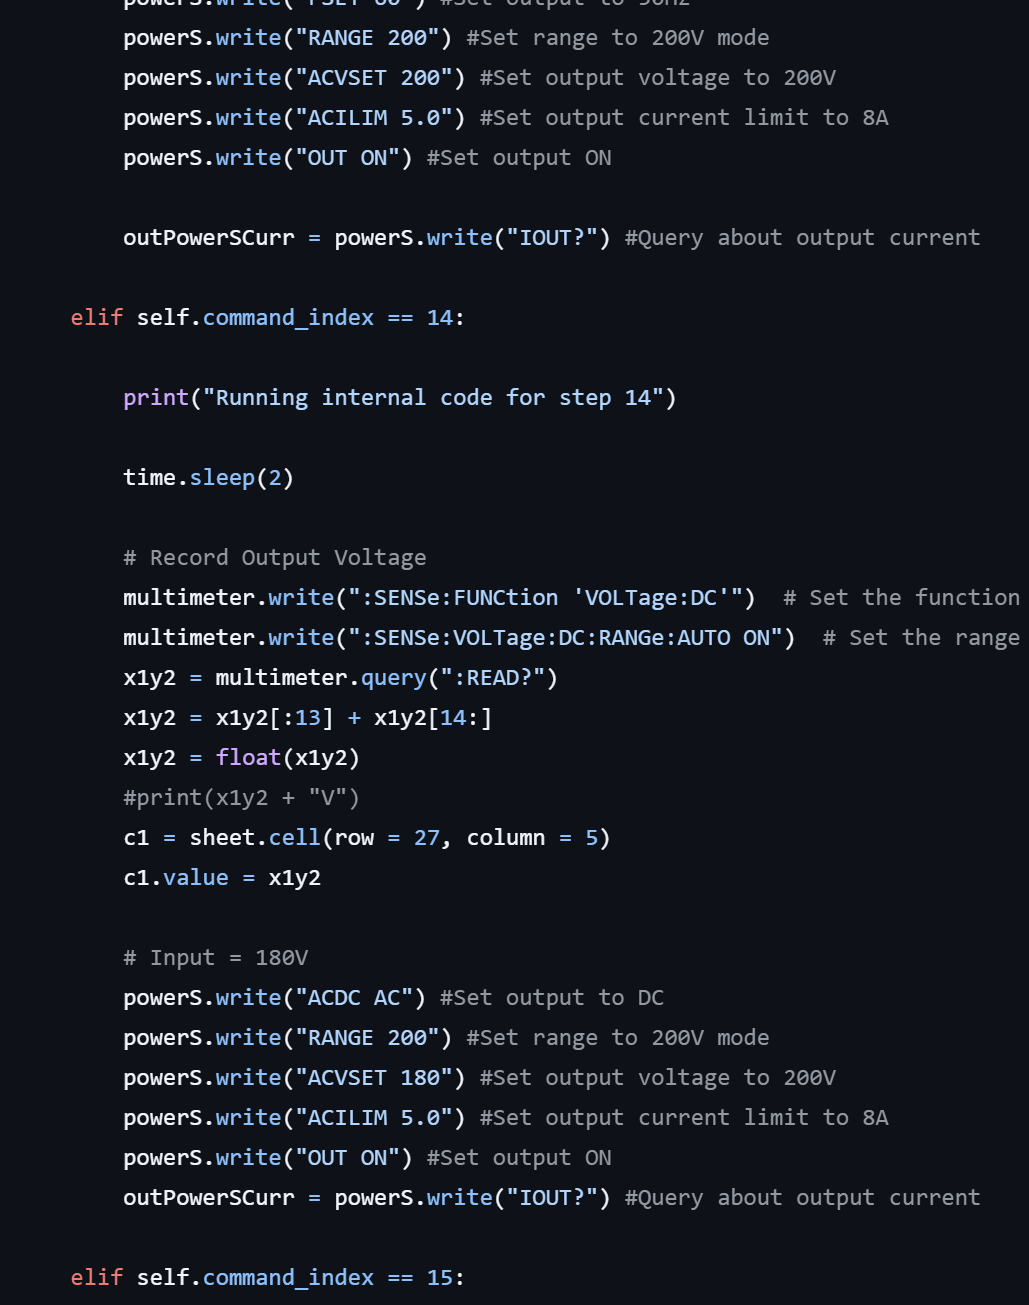 powerS.write("FSET 60") #Set output to 50Hz
powerS.write("RANGE 200") #Set range to 200V mode
powerS.write("ACVSET 200") #Set output voltage to 200V
powerS.write("ACILIM 5.0") #Set output current limit to 8A
powerS.write("OUT ON") #Set output ON
outPowerSCurr = powerS.write("IOUT?") #Query about output current
elif self.command_index == 14:
print("Running internal code for step 14")
time.sleep(2)
# Record Output Voltage
multimeter.write(":SENSe:FUNCtion 'VOLTage:DC'")  # Set the function
multimeter.write(":SENSe:VOLTage:DC:RANGe:AUTO ON")  # Set the range
x1y2 = multimeter.query(":READ?")
x1y2 = x1y2[:13] + x1y2[14:]
x1y2 = float(x1y2)
#print(x1y2 + "V")
c1 = sheet.cell(row = 27, column = 5)
c1.value = x1y2
# Input = 180V
powerS.write("ACDC AC") #Set output to DC
powerS.write("RANGE 200") #Set range to 200V mode
powerS.write("ACVSET 180") #Set output voltage to 200V
powerS.write("ACILIM 5.0") #Set output current limit to 8A
powerS.write("OUT ON") #Set output ON
outPowerSCurr = powerS.write("IOUT?") #Query about output current
elif self.command_index == 15: